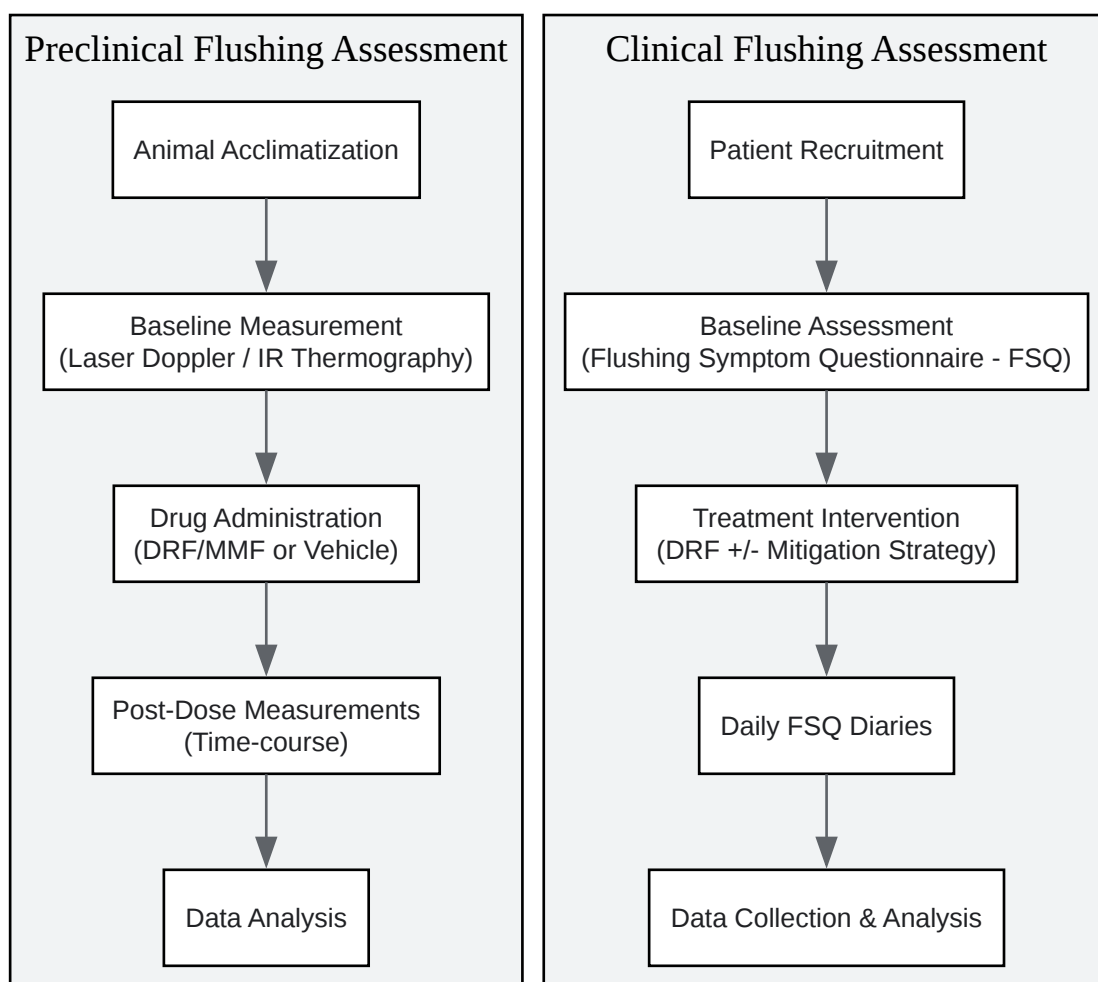 Preclinical Flushing Assessment
Animal Acclimatization
Baseline Measurement
(Laser Doppler / IR Thermography)
Drug Administration
(DRF/MMF or Vehicle)
Post-Dose Measurements
(Time-course)
Data Analysis
Clinical Flushing Assessment
Patient Recruitment
Baseline Assessment
(Flushing Symptom Questionnaire - FSQ)
Treatment Intervention
(DRF +/- Mitigation Strategy)
Daily FSQ Diaries
Data Collection & Analysis